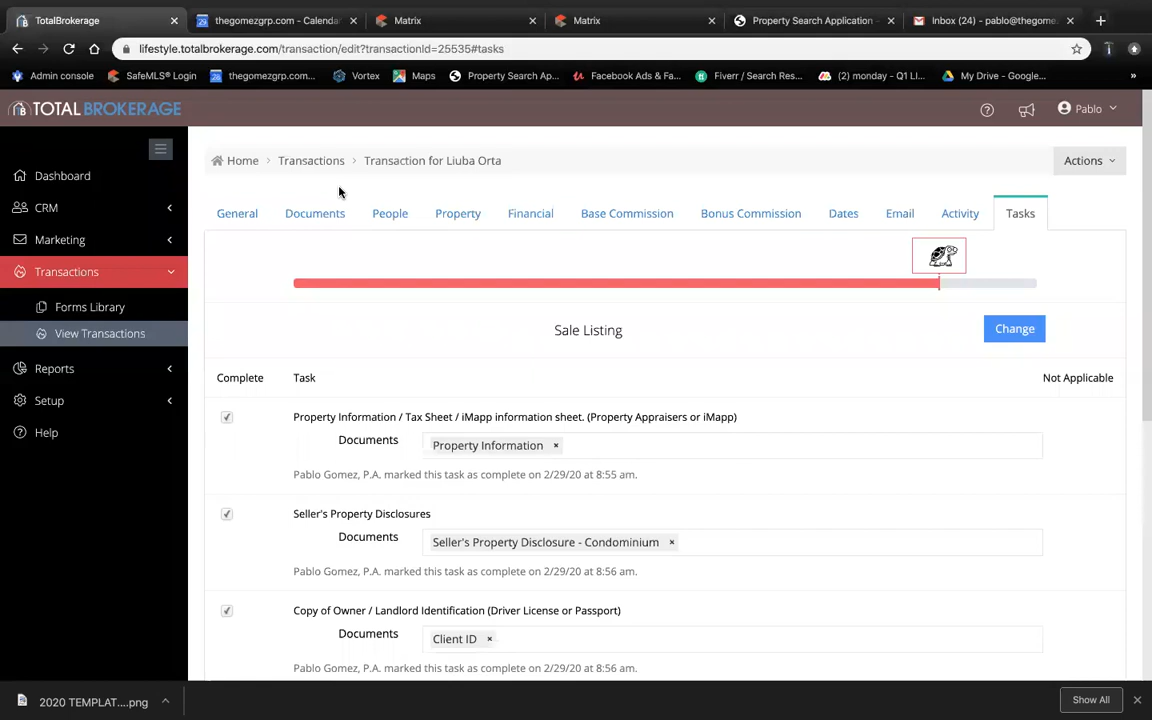 TotalBrokerage
thegomezgrp.com - Calenda
Matrix
Matrix
Property Search Application -
Inbox (24) - pablo@thegome
lifestyle.totalbrokerage.com/transaction/edit?transactionId=25535#tasks
Admin console
SafeMLS® Login
thegomezgrp.com...
Vortex
Maps
Property Search Ap...
Facebook Ads & Fa...
Fiverr / Search Res...
(2) monday - Q1 LI...
My Drive - Google...
»
TOTALBROKERAGE
Pablo
Dashboard
CRM
Marketing
Transactions
Forms Library
View Transactions
Reports
Setup
Help
Home > Transactions > Transaction for Liuba Orta
Actions
General
Documents
People
Property
Financial
Base Commission
Bonus Commission
Dates
Email
Activity
Tasks
Sale Listing
Change
Complete
Task
Not Applicable
Property Information / Tax Sheet / iMapp information sheet. (Property Appraisers or iMapp)
Documents
Property Information ×
Pablo Gomez, P.A. marked this task as complete on 2/29/20 at 8:55 am.
Seller's Property Disclosures
Documents
Seller's Property Disclosure - Condominium ×
Pablo Gomez, P.A. marked this task as complete on 2/29/20 at 8:56 am.
Copy of Owner / Landlord Identification (Driver License or Passport)
Documents
Client ID ×
Pablo Gomez, P.A. marked this task as complete on 2/29/20 at 8:56 am.
2020 TEMPLAT....png
Show All